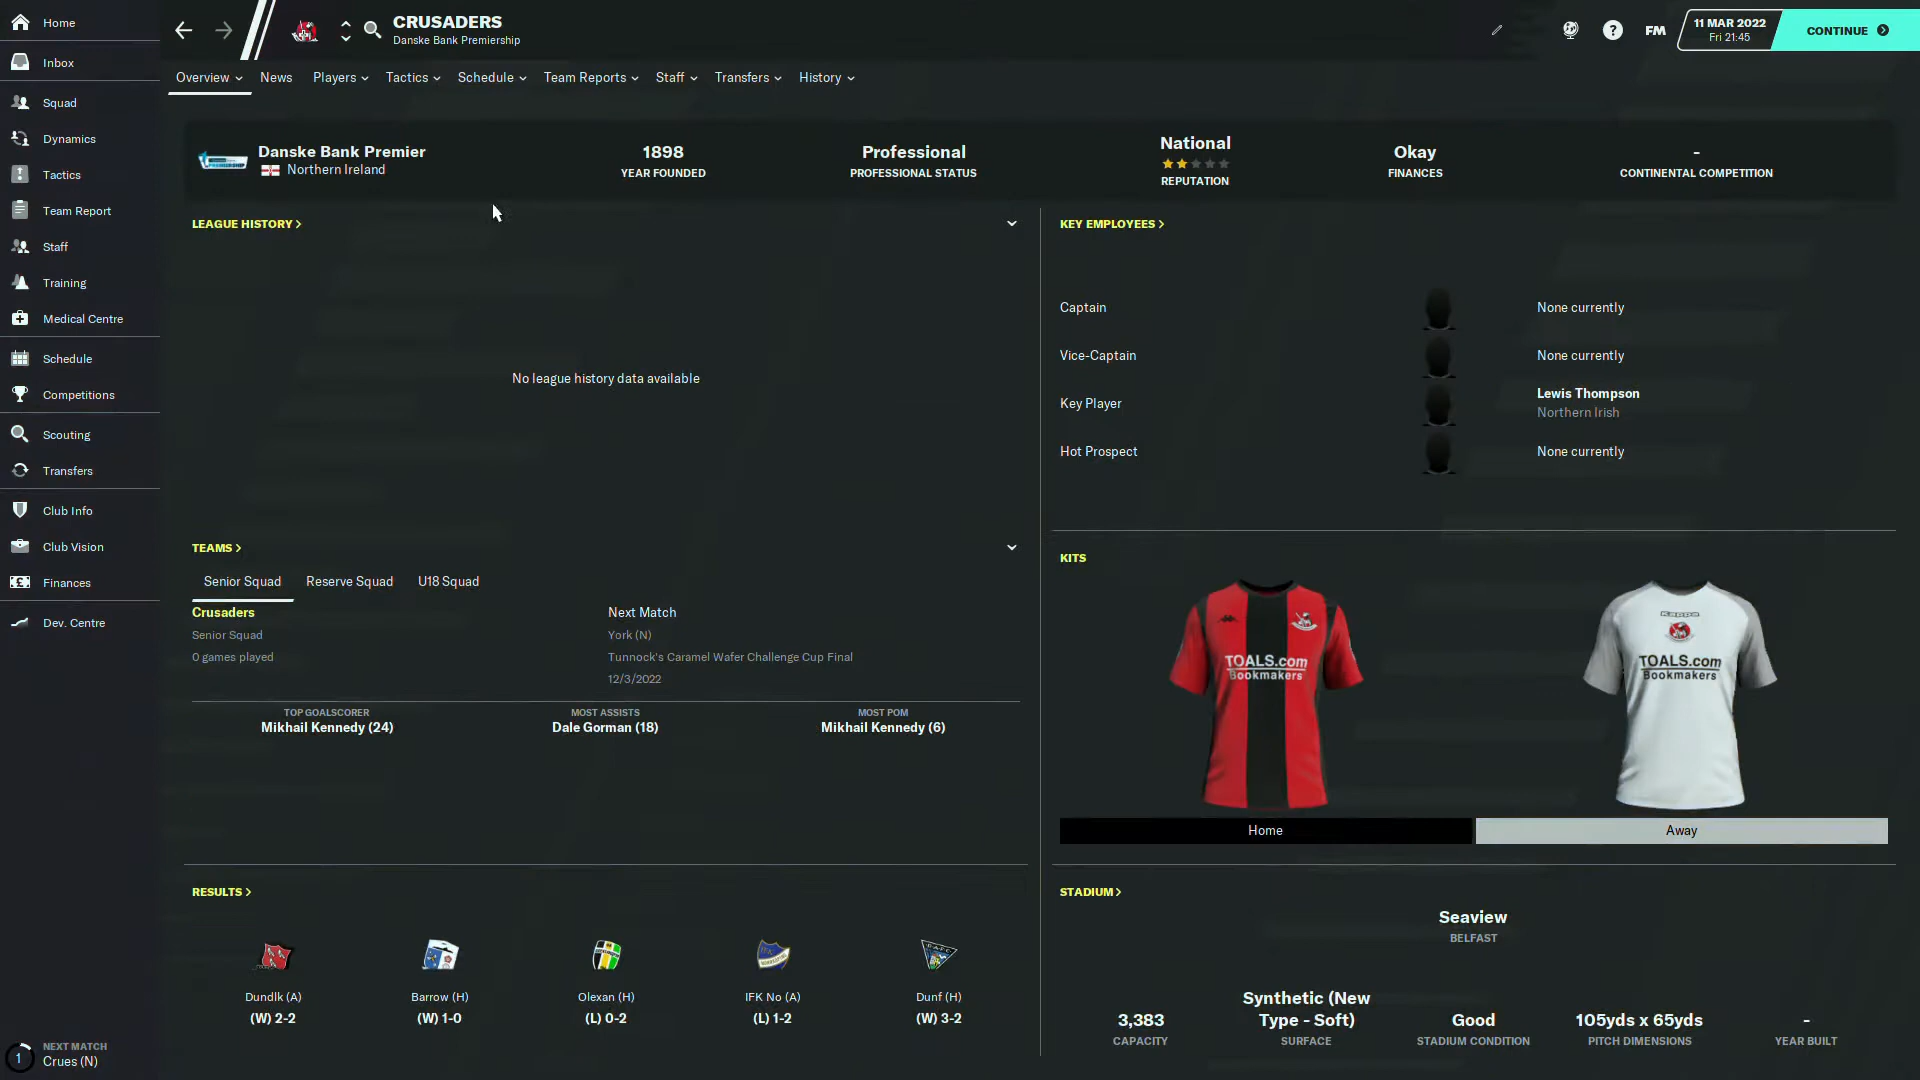 Home
Inbox
Squad
Dynamics
Tactics
Team Report
Staff
Training
Medical Centre
Schedule
Competitions
Scouting
Transfers
Club Info
Club Vision
Finances
Dev. Centre
1
NEXT MATCH
Crues (N)
CRUSADERS
Danske Bank Premiership
FM
11 MAR 2022
Fri 21:45
CONTINUE
Overview
News
Players
Tactics
Schedule
Team Reports
Staff
Transfers
History
Danske Bank Premier
Northern Ireland
1898
YEAR FOUNDED
Professional
PROFESSIONAL STATUS
National
REPUTATION
Okay
FINANCES
-
CONTINENTAL COMPETITION
LEAGUE HISTORY >
No league history data available
TEAMS >
Senior Squad
Reserve Squad
U18 Squad
Crusaders
Senior Squad
0 games played
Next Match
York (N)
Tunnock's Caramel Wafer Challenge Cup Final
12/3/2022
TOP GOALSCORER
Mikhail Kennedy (24)
MOST ASSISTS
Dale Gorman (18)
MOST POM
Mikhail Kennedy (6)
RESULTS >
Dundlk (A)
(W) 2-2
Barrow (H)
(W) 1-0
Olexan (H)
(L) 0-2
IFK No (A)
(L) 1-2
Dunf (H)
(W) 3-2
KEY EMPLOYEES >
Captain
None currently
Vice-Captain
None currently
Key Player
Lewis Thompson
Northern Irish
Hot Prospect
None currently
KITS
TOALS.com
Bookmakers
Kappa
TOALS.com
Bookmakers
Home
Away
STADIUM >
Seaview
BELFAST
3,383
CAPACITY
Synthetic (New
Type - Soft)
SURFACE
Good
STADIUM CONDITION
105yds x 65yds
PITCH DIMENSIONS
-
YEAR BUILT